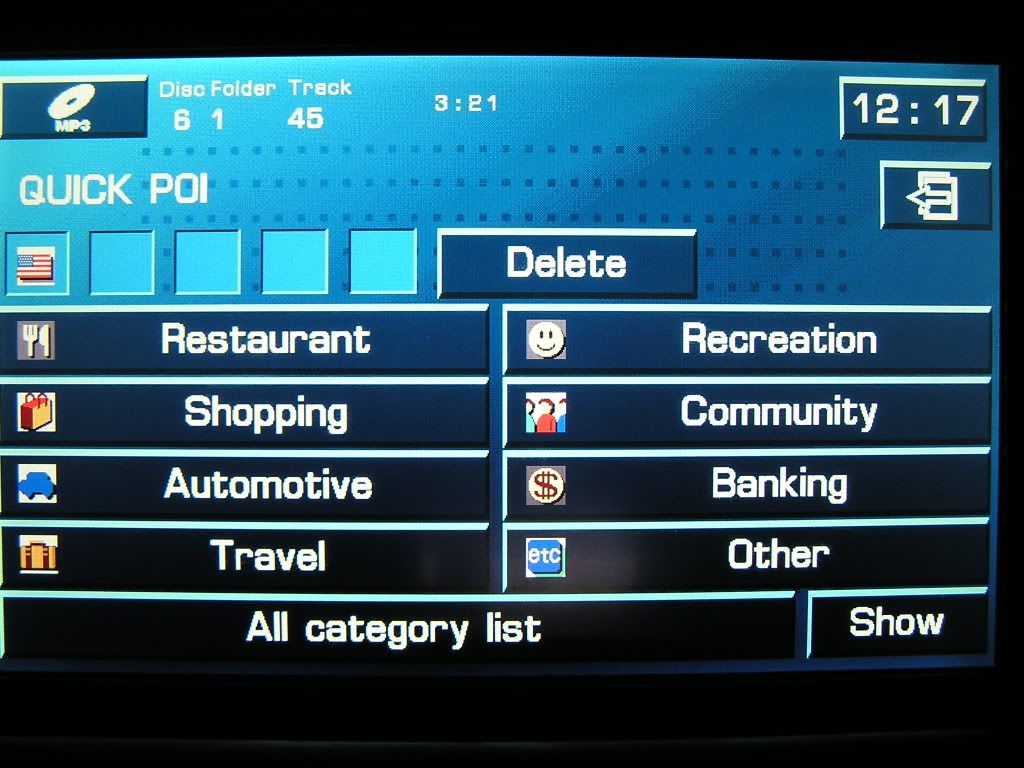 MP3 Disc Folder Track 3:21 12:17
6 1 45
QUICK POI
Delete
Restaurant Recreation
Shopping Community
Automotive $ Banking
Travel etc Other
All category list Show